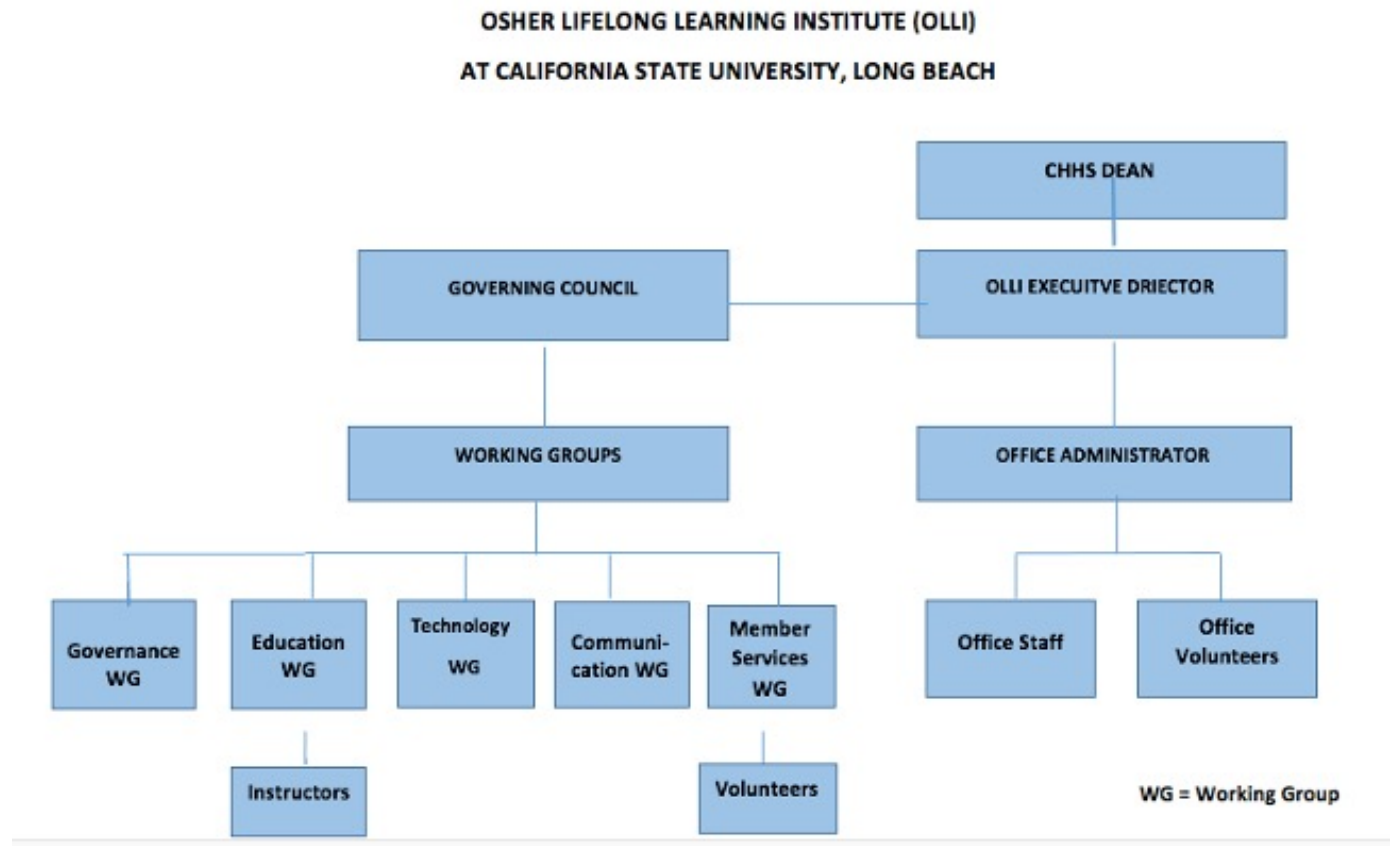 OSHER LIFELONG LEARNING INSTITUTE (OLLI)
AT CALIFORNIA STATE UNIVERSITY, LONG BEACH
CHHS DEAN
GOVERNING COUNCIL
OLLI EXECUITVE DRIECTOR
WORKING GROUPS
OFFICE ADMINISTRATOR
Governance
WG
Education
WG
Technology
WG
Communi-
cation WG
Member
Services
WG
Office Staff
Office
Volunteers
Instructors
Volunteers
WG = Working Group